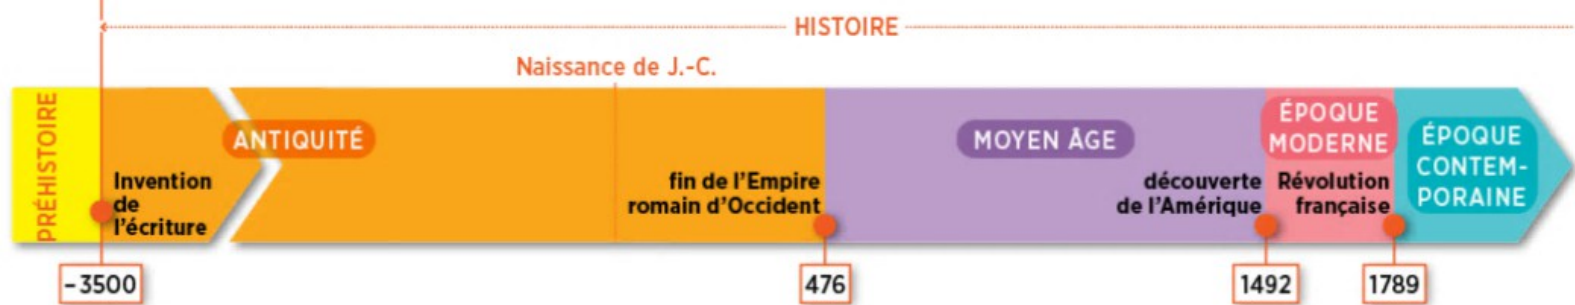 HISTOIRE
Naissance de J.-C.
PRÉHISTOIRE
Invention
de
l'écriture
ANTIQUITÉ
fin de l'Empire
romain d'Occident
MOYEN ÂGE
découverte
de l'Amérique
ÉPOQUE
MODERNE
Révolution
française
ÉPOQUE
CONTEM-
PORAINE
-3500
476
1492
1789